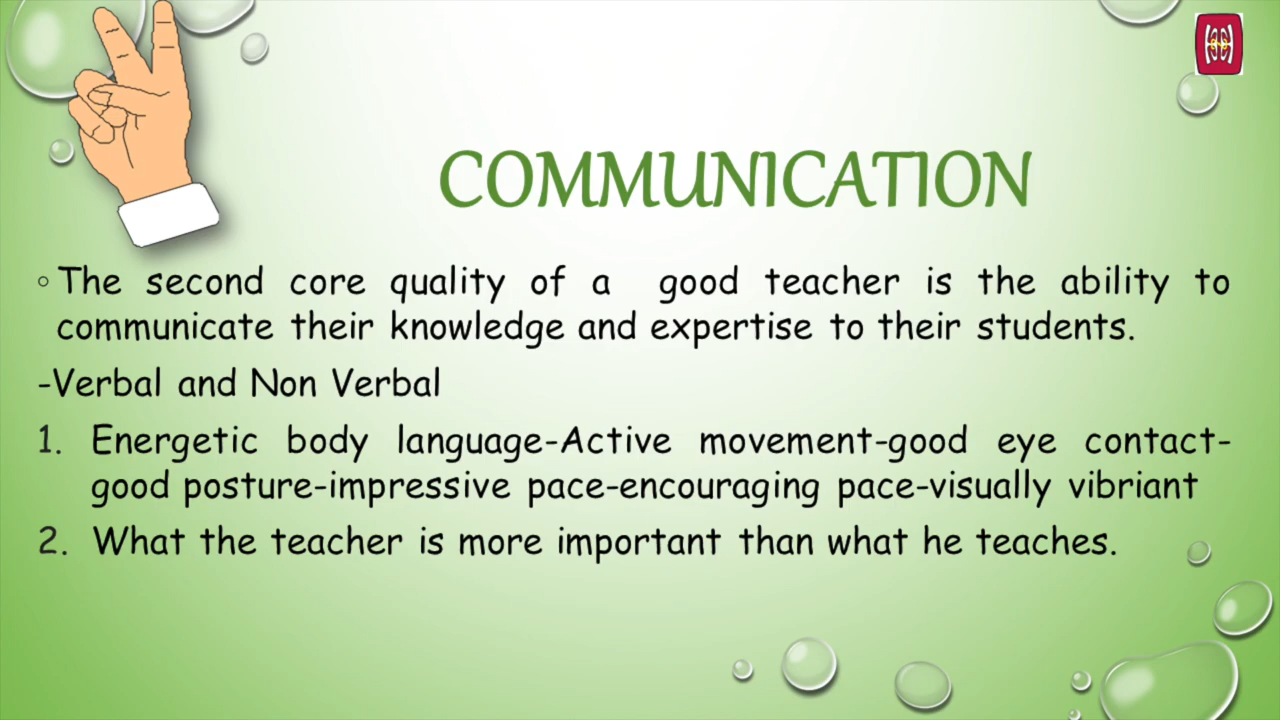 COMMUNICATION
◦ The second core quality of a good teacher is the ability to
communicate their knowledge and expertise to their students.
-Verbal and Non Verbal
1. Energetic body language-Active movement-good eye contact-
good posture-impressive pace-encouraging pace-visually vibriant
2. What the teacher is more important than what he teaches.